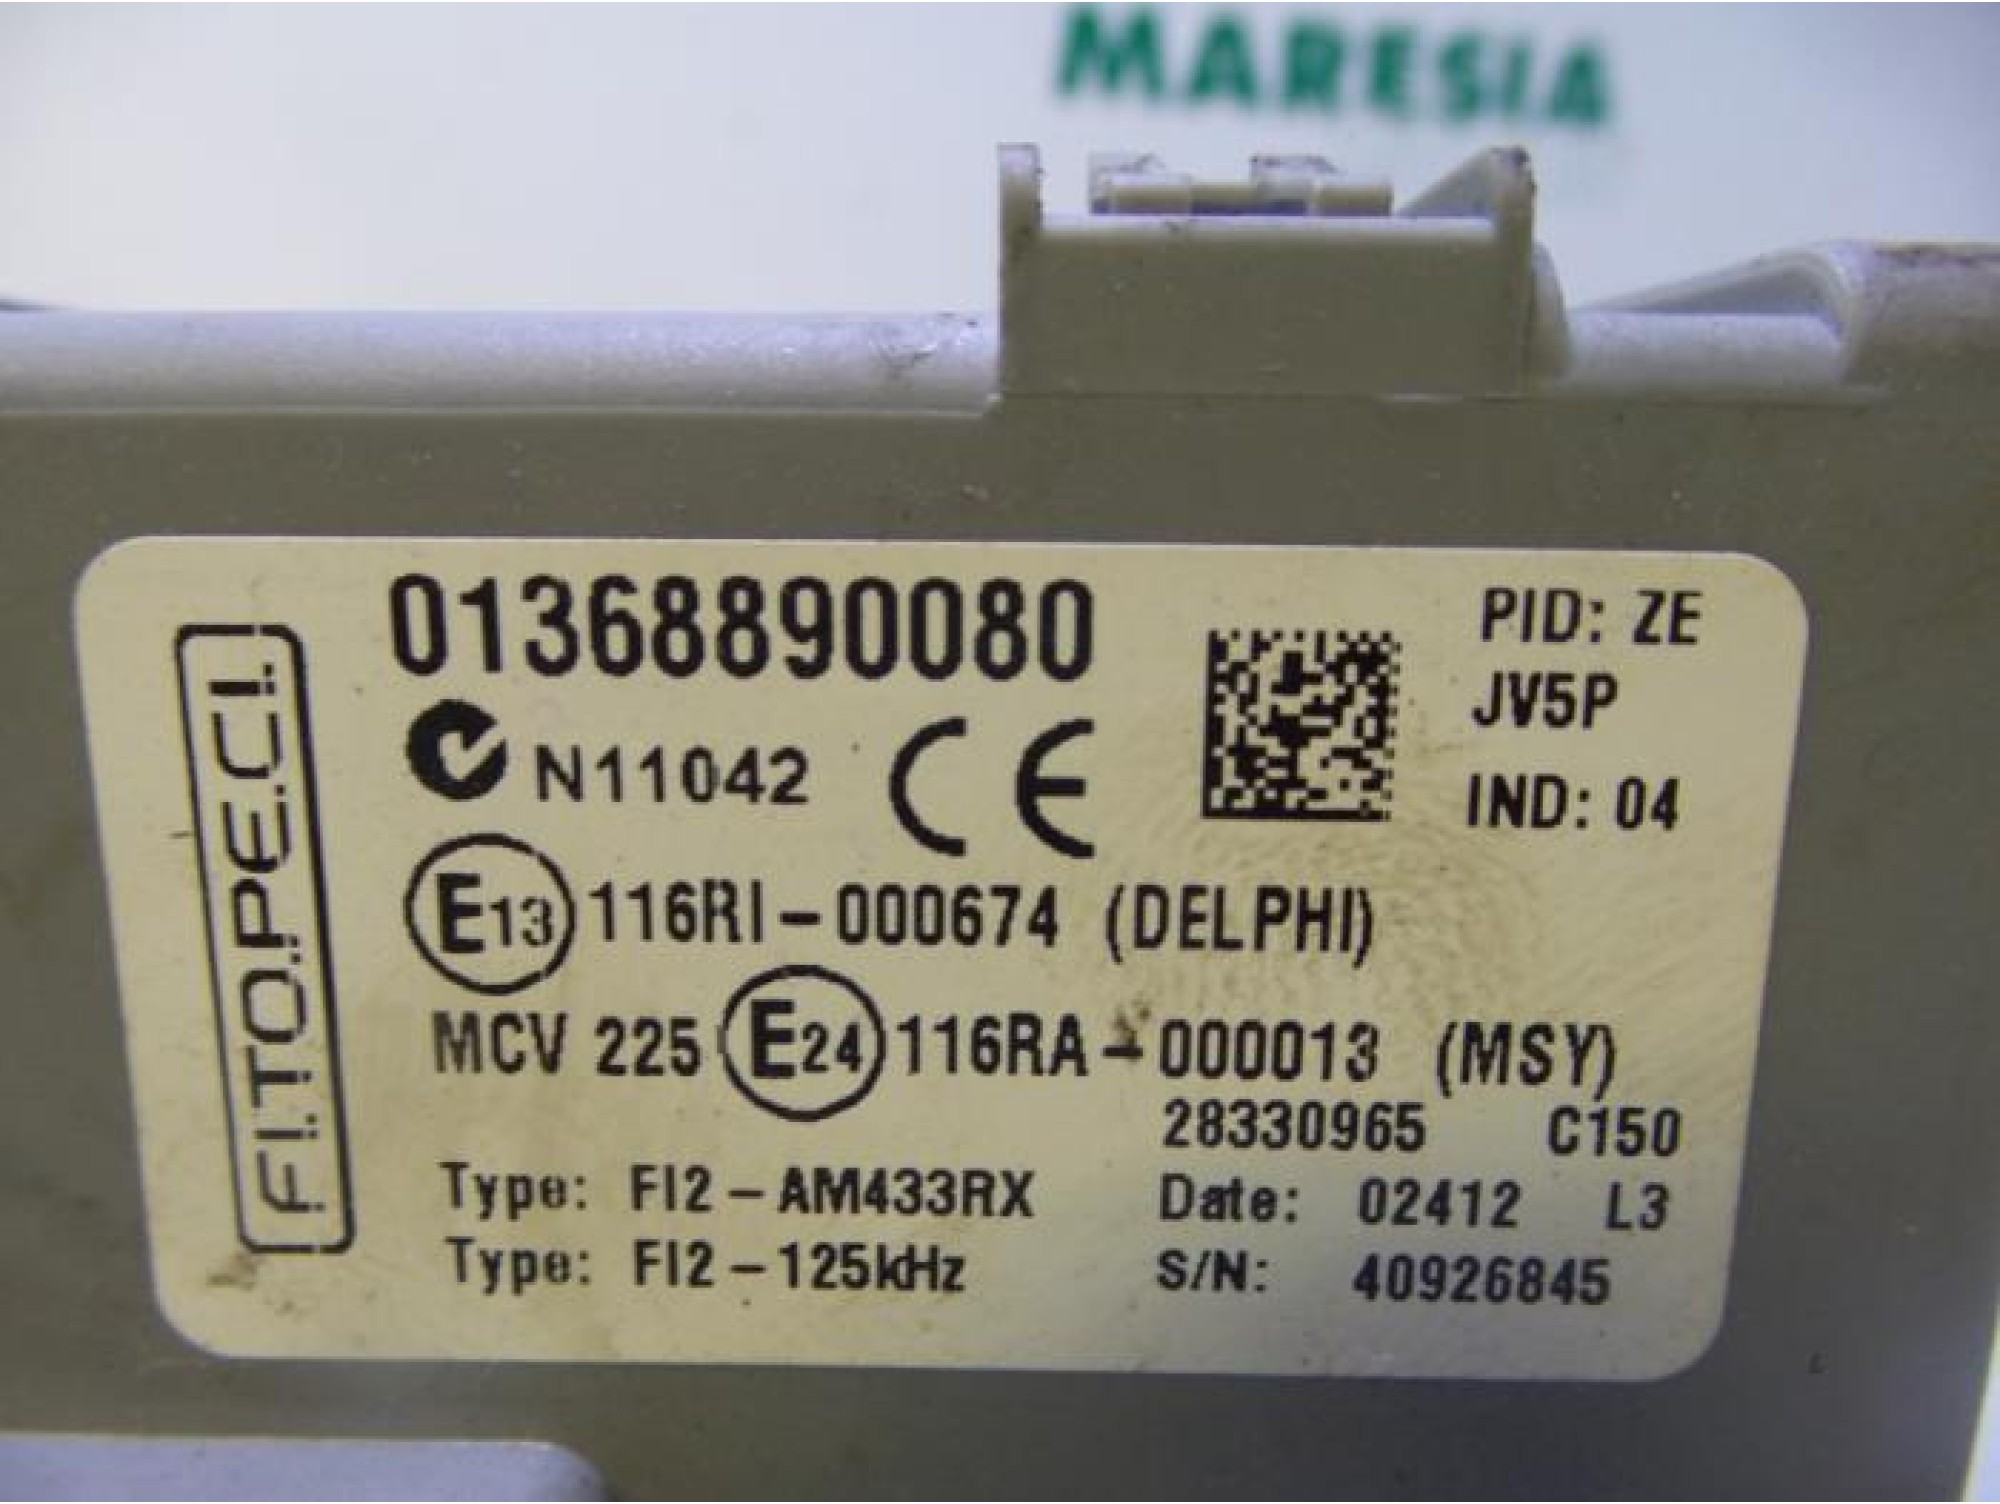 MARESIA
F.I.T.O.P.E.C.I.
01368890080
N11042 CE
PID: ZE
JV5P
IND: 04
E13 116RI-000674 (DELPHI)
MCV 225 E24 116RA-000013 (MSY)
28330965 C150
Type: FI2-AM433RX
Date: 02412 L3
Type: FI2-125kHz
S/N: 40926845